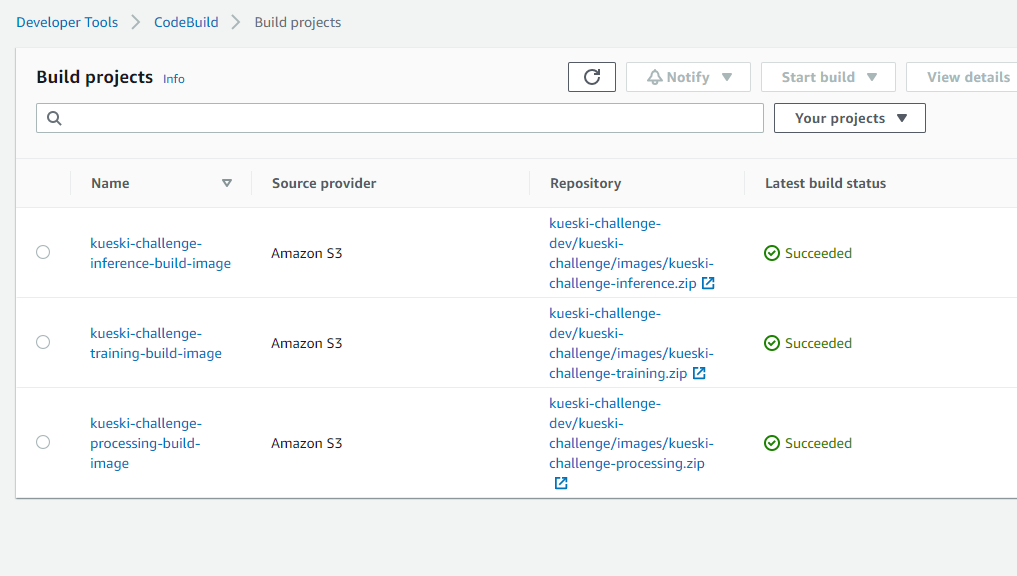 Developer Tools
CodeBuild
Build projects
Build projects Info
Notify
Start build
View details
Your projects
Name
Source provider
Repository
Latest build status
kueski-challenge-
inference-build-image
Amazon S3
kueski-challenge-
dev/kueski-
challenge/images/kueski-
challenge-inference.zip
Succeeded
kueski-challenge-
training-build-image
Amazon S3
kueski-challenge-
dev/kueski-
challenge/images/kueski-
challenge-training.zip
Succeeded
kueski-challenge-
processing-build-
image
Amazon S3
kueski-challenge-
dev/kueski-
challenge/images/kueski-
challenge-processing.zip
Succeeded